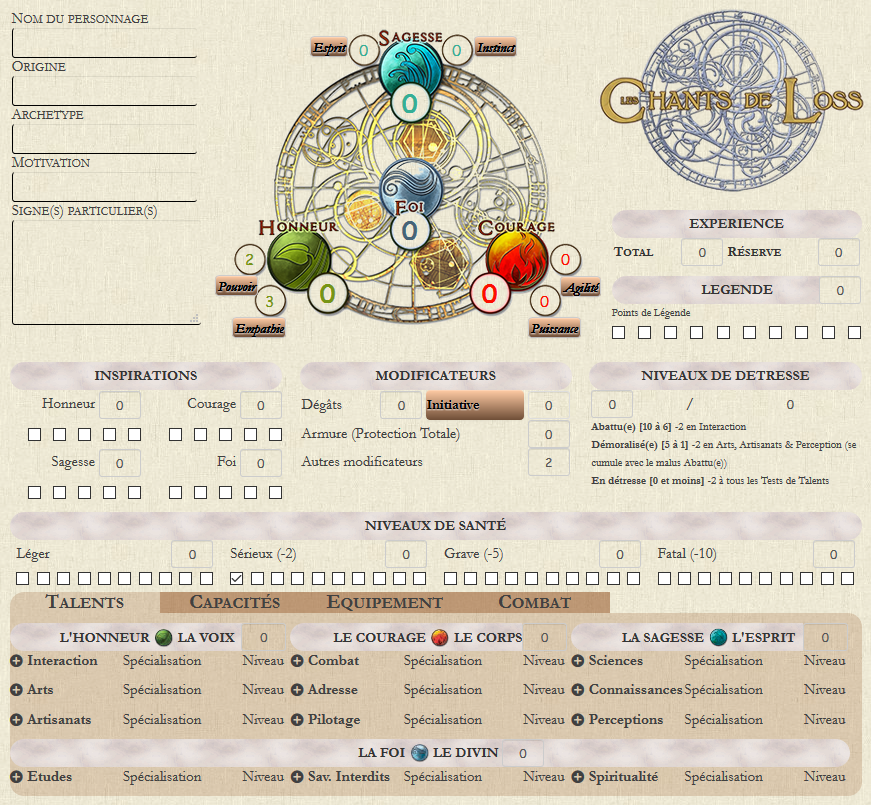 Nom du personnage
Origine
Archetype
Motivation
Signe(s) particulier(s)
Sagesse
Esprit 0 0 Instinct
0
Foi
0
Honneur
2
Pouvoir
3
0
Empathie
Courage
0
Agilité
0
0
Puissance
Les Chants de Loss
EXPERIENCE
Total 0 Réserve 0
LEGENDE 0
Points de Légende
INSPIRATIONS
Honneur 0 Courage 0
Sagesse 0 Foi 0
MODIFICATEURS
Dégâts 0 Initiative 0
Armure (Protection Totale) 0
Autres modificateurs 2
NIVEAUX DE DETRESSE
0 / 0
Abattu(e) [10 à 6] -2 en Interaction
Démoralisé(e) [5 à 1] -2 en Arts, Artisanats & Perception (se
cumule avec le malus Abattu(e))
En détresse [0 et moins] -2 à tous les Tests de Talents
NIVEAUX DE SANTÉ
Léger 0 Sérieux (-2) 0 Grave (-5) 0 Fatal (-10) 0
Talents Capacités Equipement Combat
L'HONNEUR LA VOIX 0 LE COURAGE LE CORPS 0 LA SAGESSE L'ESPRIT 0
Interaction Spécialisation Niveau Combat Spécialisation Niveau Sciences Spécialisation Niveau
Arts Spécialisation Niveau Adresse Spécialisation Niveau Connaissances Spécialisation Niveau
Artisanats Spécialisation Niveau Pilotage Spécialisation Niveau Perceptions Spécialisation Niveau
LA FOI LE DIVIN 0
Etudes Spécialisation Niveau Sav. Interdits Spécialisation Niveau Spiritualité Spécialisation Niveau